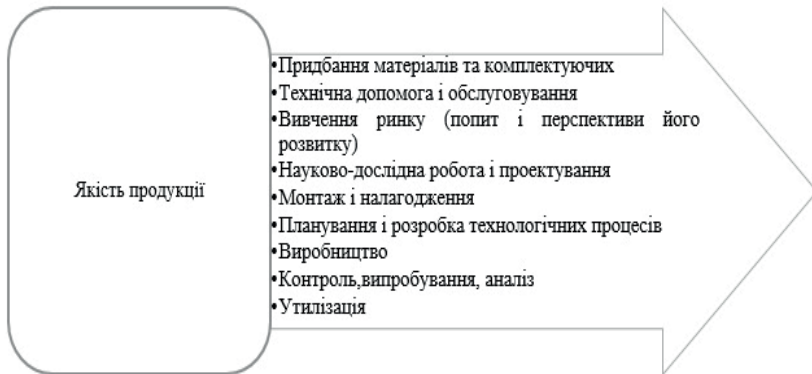 Якість продукції
•Придбання матеріалів та комплектуючих
•Технічна допомога і обслуговування
•Вивчення ринку (попит і перспективи його
розвитку)
•Науково-дослідна робота і проектування
•Монтаж і налагодження
•Планування і розробка технологічних процесів
•Виробництво
•Контроль,випробування, аналіз
•Утилізація